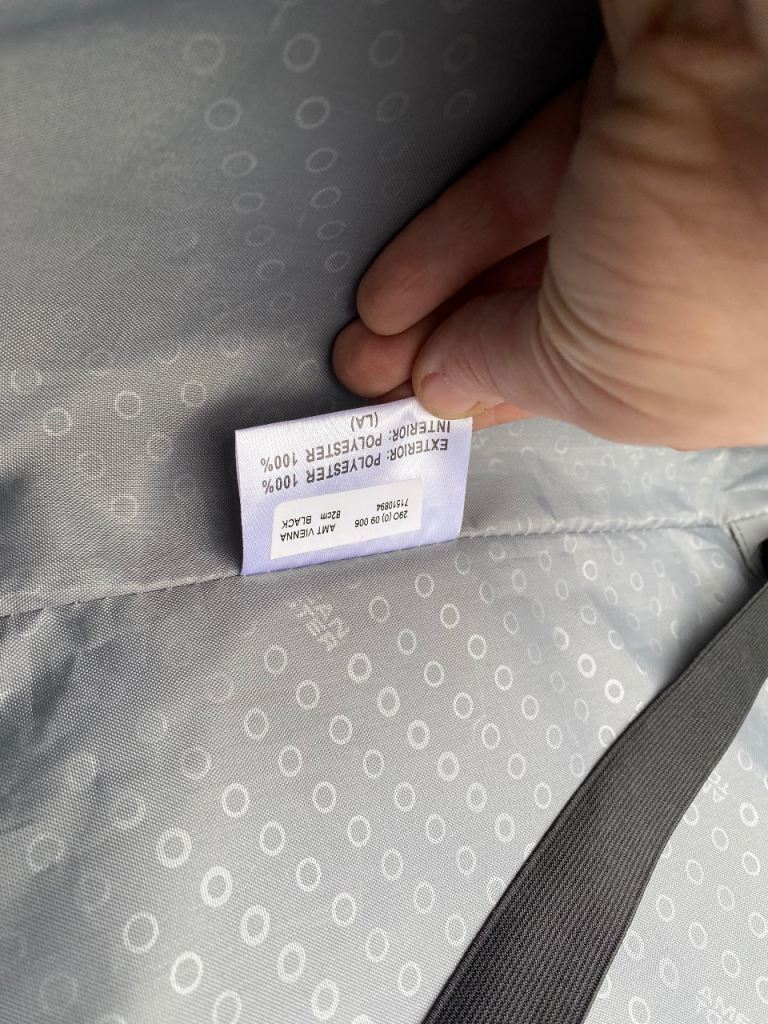 29O (0) 09 006 AMT VIENNA
71510894 82cm BLACK
EXTERIOR: POLYESTER 100%
INTERIOR: POLYESTER 100%
(LA)